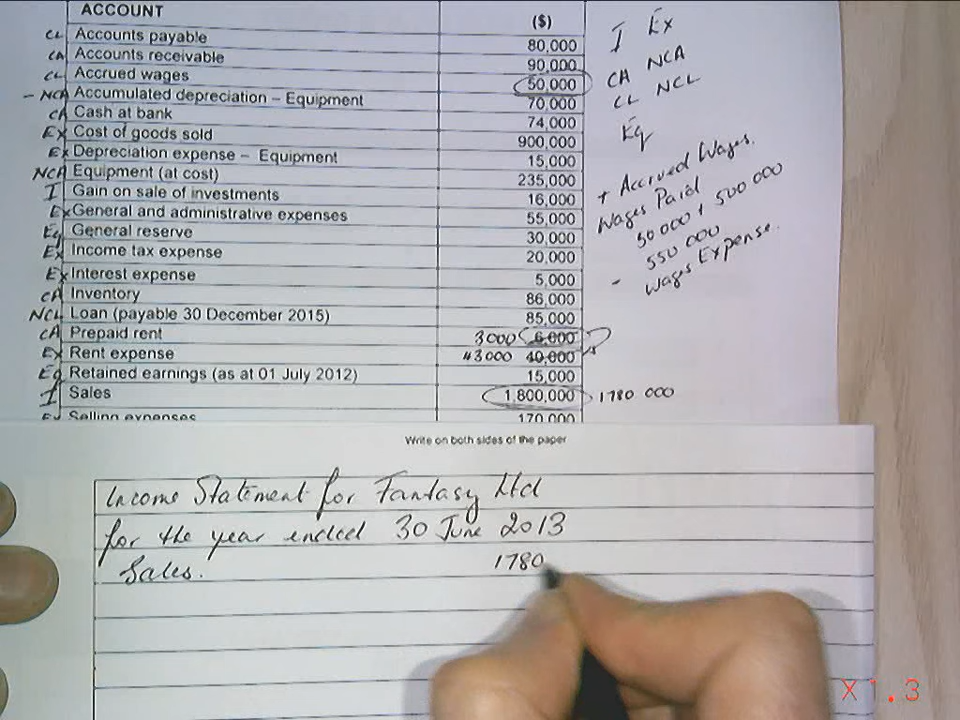 ACCOUNT ($)
CL Accounts payable 80,000
CA Accounts receivable 90,000
CL Accrued wages 50,000
- NCA Accumulated depreciation – Equipment 70,000
CA Cash at bank 74,000
Ex Cost of goods sold 900,000
Ex Depreciation expense – Equipment 15,000
NCA Equipment (at cost) 235,000
I Gain on sale of investments 16,000
Ex General and administrative expenses 55,000
Eq General reserve 30,000
Ex Income tax expense 20,000
Ex Interest expense 5,000
CA Inventory 86,000
NCL Loan (payable 30 December 2015) 85,000
CA Prepaid rent 3000 6,000
Ex Rent expense 43000 40,000
Eq Retained earnings (as at 01 July 2012) 15,000
I Sales 1,800,000 1780 000
Ex Selling expenses 170,000
I Ex
CA NCA
CL NCL
Eq
+ Accrued Wages.
Wages Paid
50 000 + 500 000
550 000
- Wages Expense.
Write on both sides of the paper
Income Statement for Fantasy Ltd
for the year ended 30 June 2013
Sales. 1780
X1.3